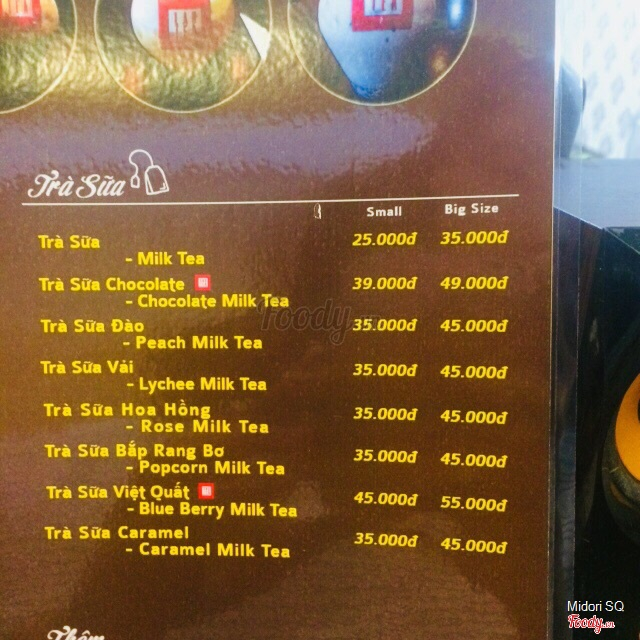 Trà Sữa
Small Big Size
Trà Sữa 25.000đ 35.000đ
- Milk Tea
Trà Sữa Chocolate 39.000đ 49.000đ
- Chocolate Milk Tea
Trà Sữa Đào 35.000đ 45.000đ
- Peach Milk Tea
Trà Sữa Vải 35.000đ 45.000đ
- Lychee Milk Tea
Trà Sữa Hoa Hồng 35.000đ 45.000đ
- Rose Milk Tea
Trà Sữa Bắp Rang Bơ 35.000đ 45.000đ
- Popcorn Milk Tea
Trà Sữa Việt Quất 45.000đ 55.000đ
- Blue Berry Milk Tea
Trà Sữa Caramel 35.000đ 45.000đ
- Caramel Milk Tea
Foody.vn
Midori SQ
Foody.vn